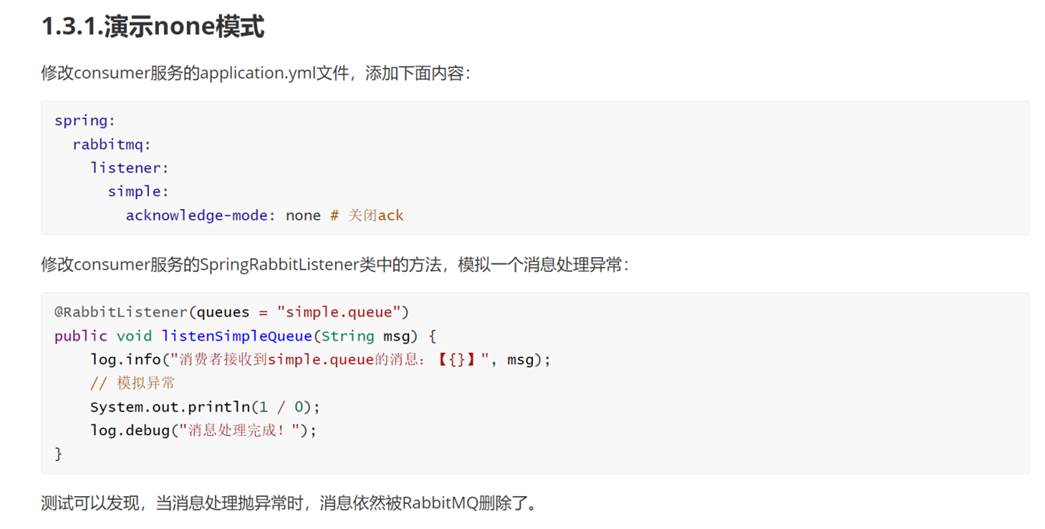 1.3.1.演示none模式
修改consumer服务的application.yml文件，添加下面内容：
spring:
  rabbitmq:
    listener:
      simple:
        acknowledge-mode: none # 关闭ack
修改consumer服务的SpringRabbitListener类中的方法，模拟一个消息处理异常：
@RabbitListener(queues = "simple.queue")
public void listenSimpleQueue(String msg) {
    log.info("消费者接收到simple.queue的消息：【{}】", msg);
    // 模拟异常
    System.out.println(1 / 0);
    log.debug("消息处理完成！");
}
测试可以发现，当消息处理抛异常时，消息依然被RabbitMQ删除了。